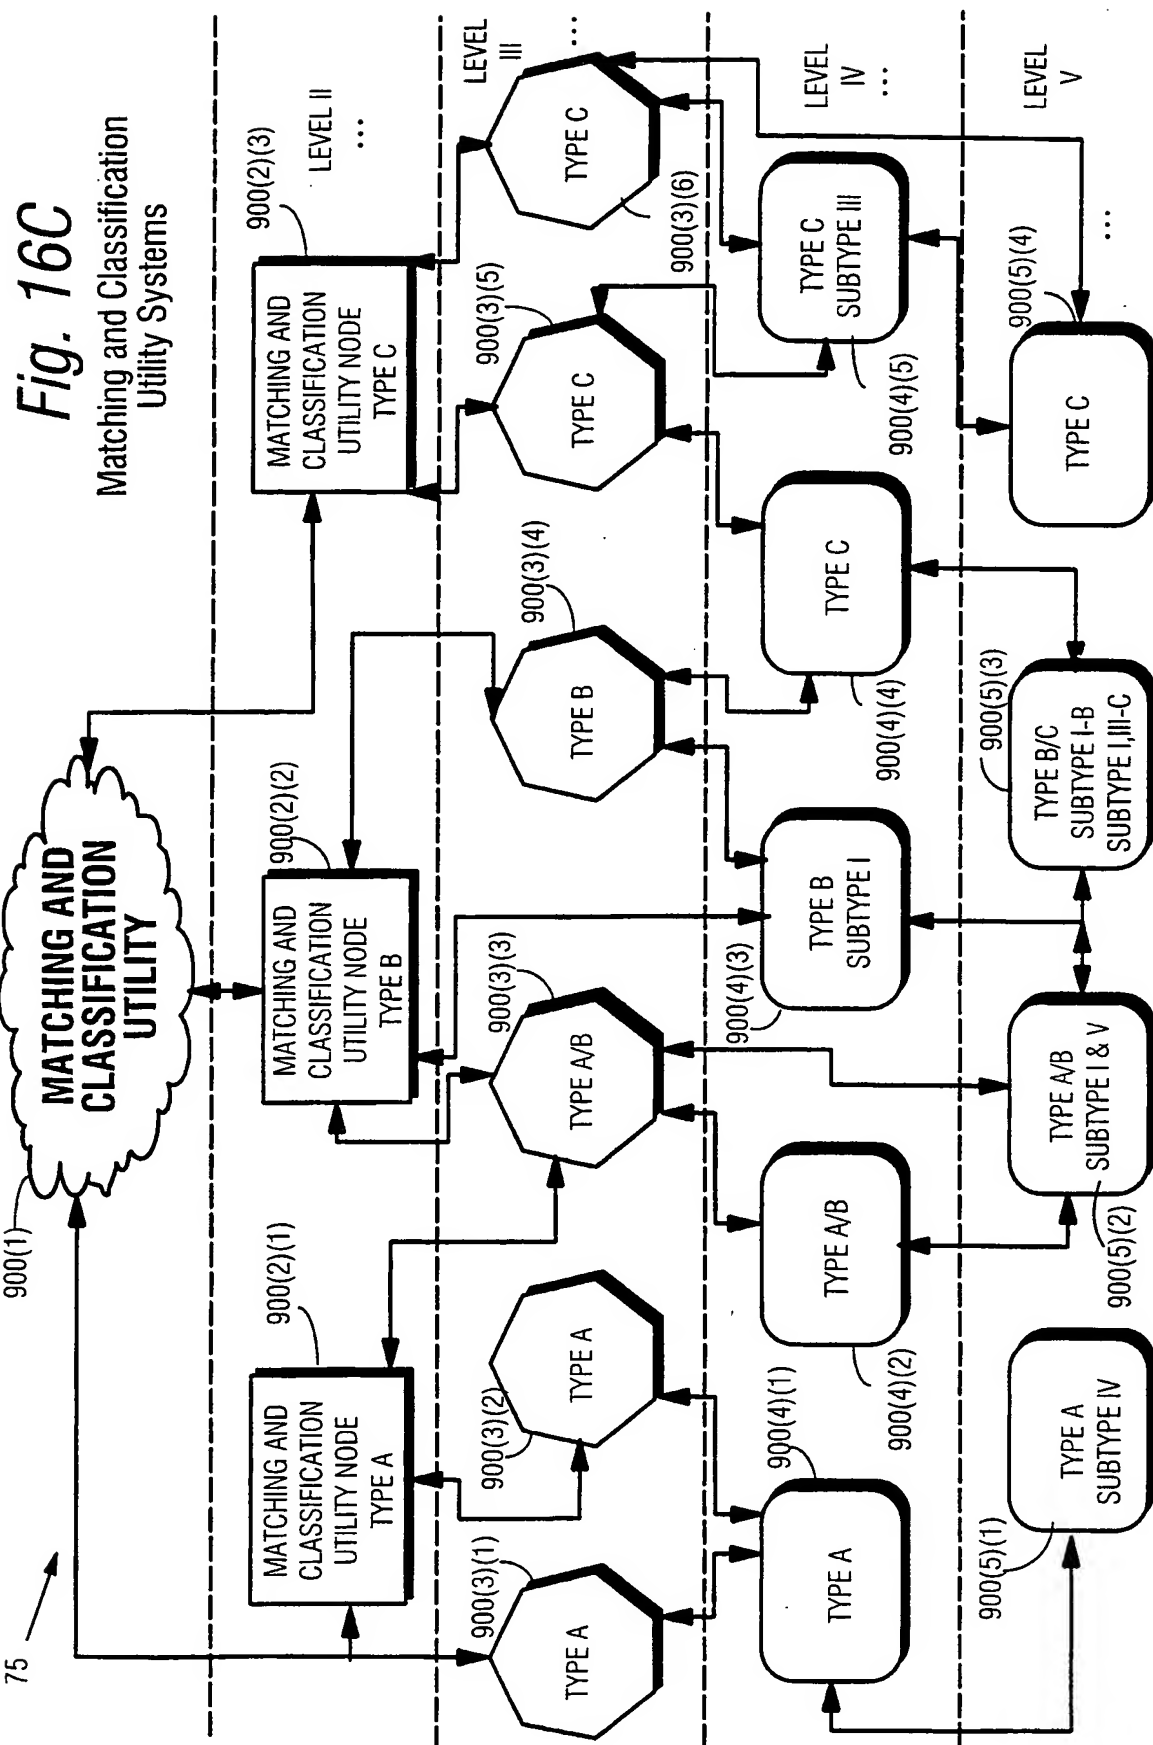 Fig. 16C
Matching and Classification
Utility Systems
75
900(1)
MATCHING AND
CLASSIFICATION
UTILITY
LEVEL II
...
900(2)(1)
MATCHING AND
CLASSIFICATION
UTILITY NODE
TYPE A
900(2)(2)
MATCHING AND
CLASSIFICATION
UTILITY NODE
TYPE B
900(2)(3)
MATCHING AND
CLASSIFICATION
UTILITY NODE
TYPE C
LEVEL
III
...
900(3)(1)
TYPE A
900(3)(2)
TYPE A
900(3)(3)
TYPE A/B
900(3)(4)
TYPE B
900(3)(5)
TYPE C
900(3)(6)
TYPE C
LEVEL
IV
...
900(4)(1)
TYPE A
900(4)(2)
TYPE A/B
900(4)(3)
TYPE B
SUBTYPE I
900(4)(4)
TYPE C
900(4)(5)
TYPE C
SUBTYPE III
LEVEL
V
...
900(5)(1)
TYPE A
SUBTYPE IV
900(5)(2)
TYPE A/B
SUBTYPE I & V
900(5)(3)
TYPE B/C
SUBTYPE I-B
SUBTYPE I,III-C
900(5)(4)
TYPE C